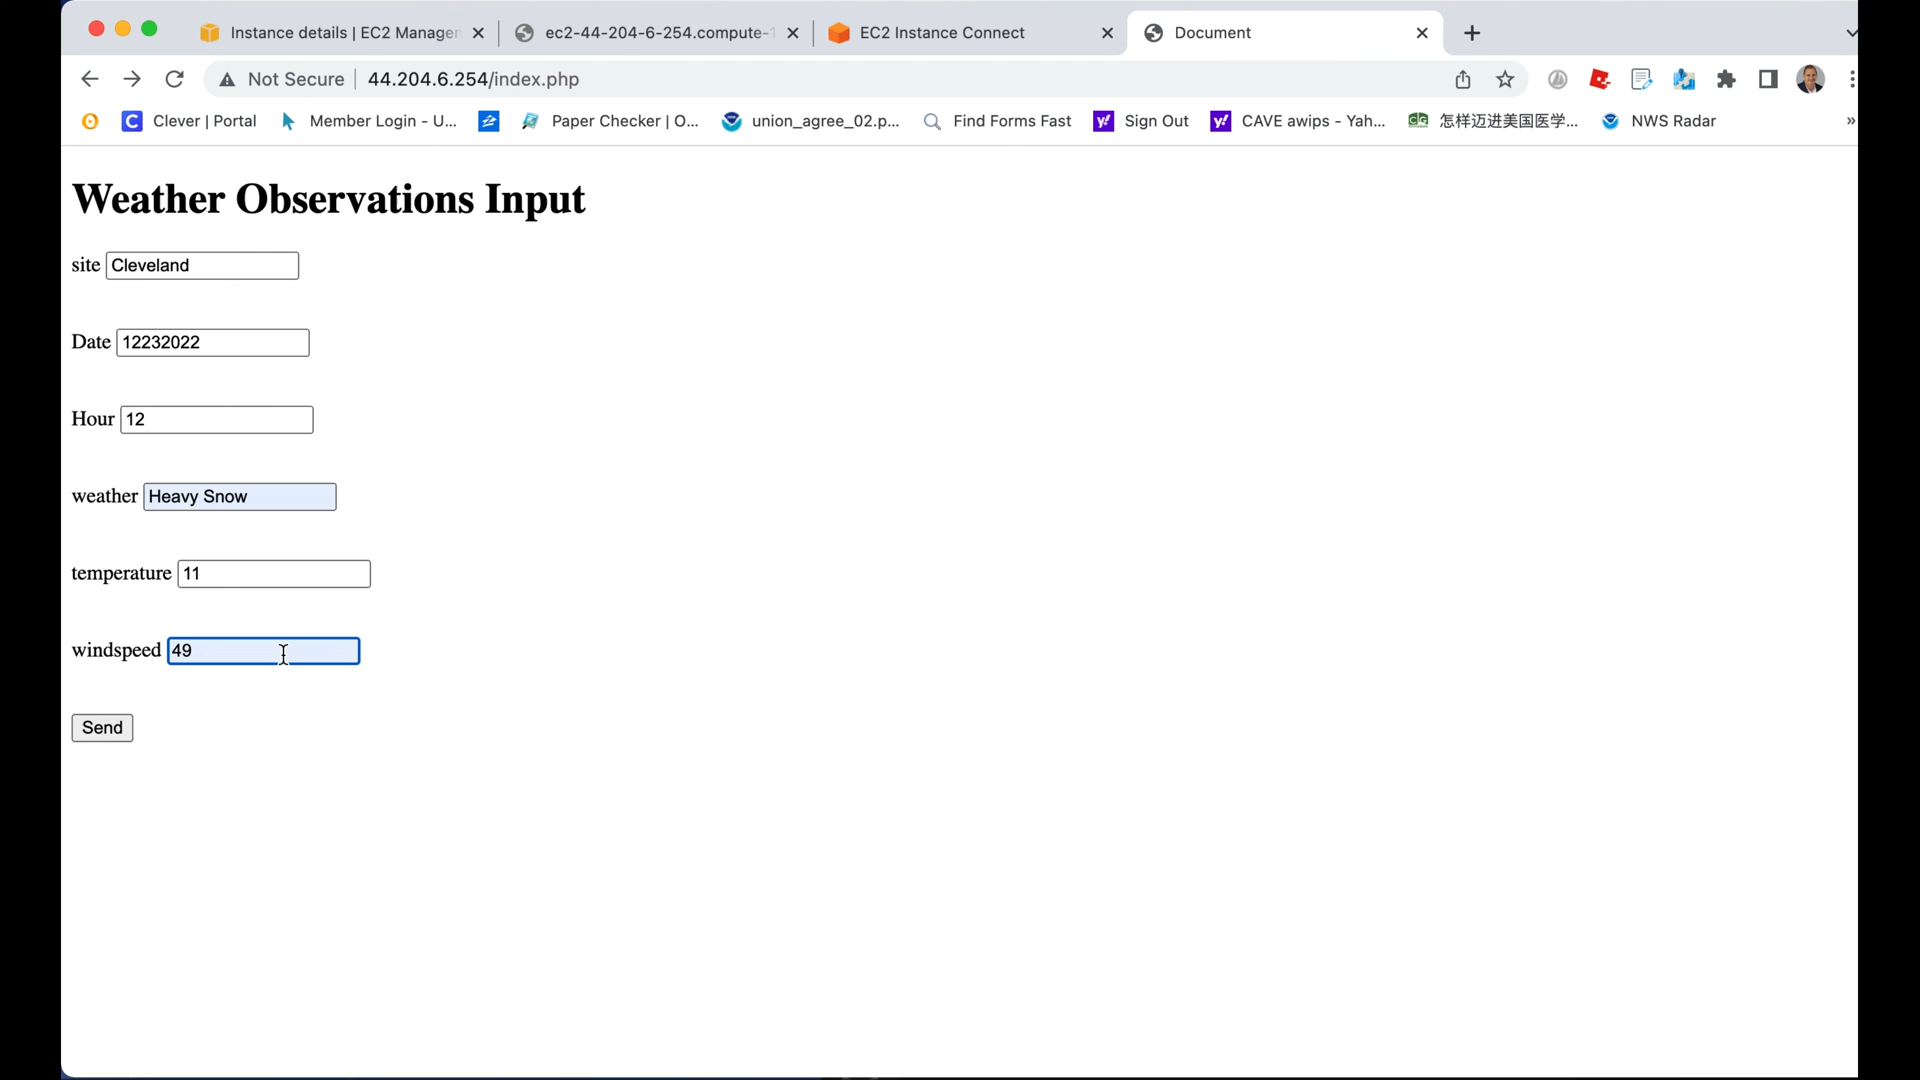 Instance details | EC2 Manager
ec2-44-204-6-254.compute-1
EC2 Instance Connect
Document
Not Secure
44.204.6.254/index.php
Clever | Portal
Member Login - U...
Paper Checker | O...
union_agree_02.p...
Find Forms Fast
Sign Out
CAVE awips - Yah...
怎样迈进美国医学...
NWS Radar
»
Weather Observations Input
site Cleveland
Date 12232022
Hour 12
weather Heavy Snow
temperature 11
windspeed 49
Send